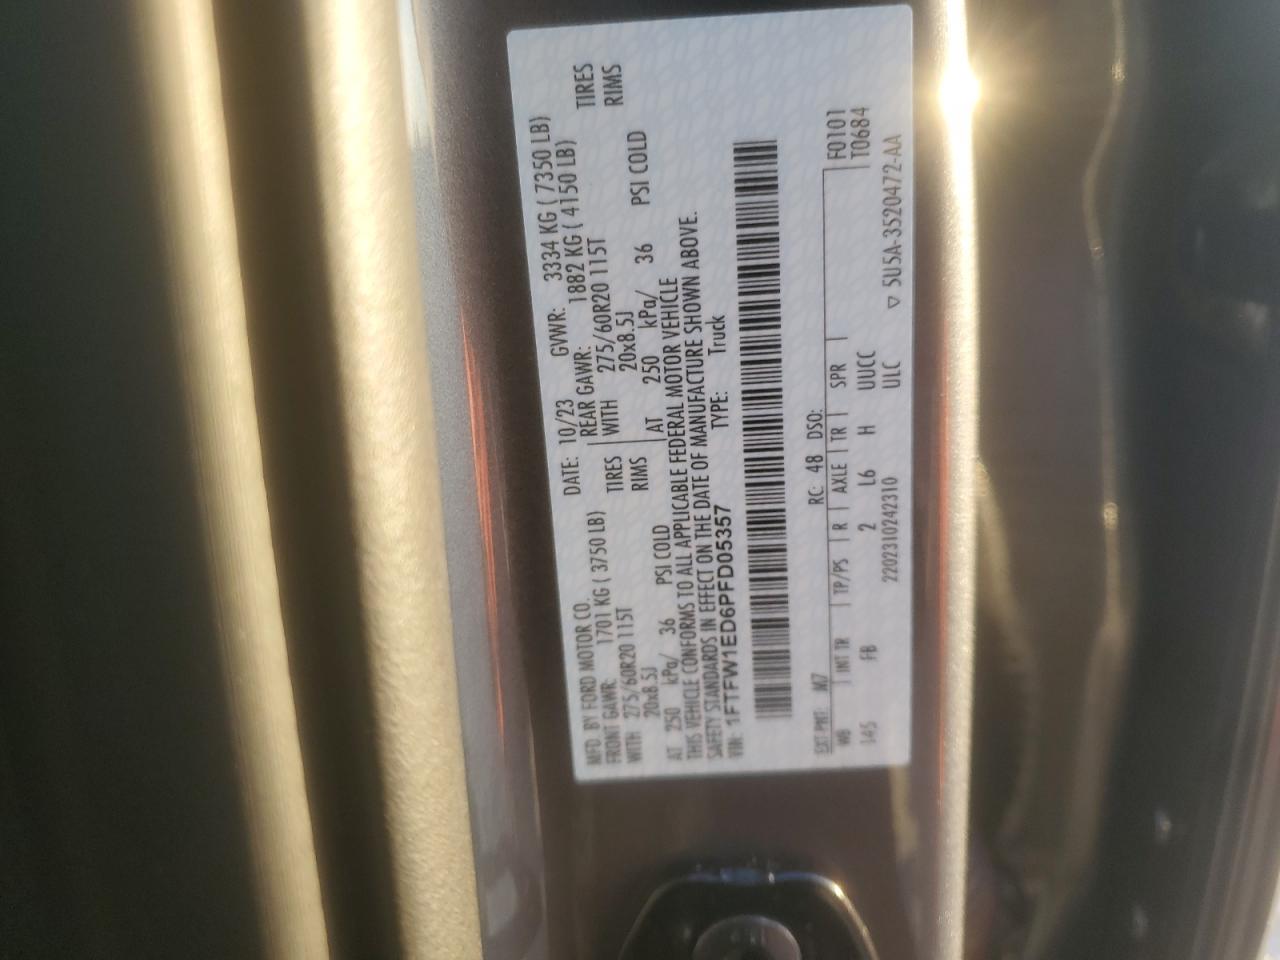 MFD BY FORD MOTOR CO.
DATE: 10/23 GVWR: 3334 KG ( 7350 LB)
FRONT GAWR: 1701 KG ( 3750 LB) REAR GAWR: 1882 KG ( 4150 LB)
WITH 275/60R20 115T TIRES WITH 275/60R20 115T TIRES
20x8.5J RIMS 20x8.5J RIMS
AT 250 kPa/ 36 PSI COLD AT 250 kPa/ 36 PSI COLD
THIS VEHICLE CONFORMS TO ALL APPLICABLE FEDERAL MOTOR VEHICLE
SAFETY STANDARDS IN EFFECT ON THE DATE OF MANUFACTURE SHOWN ABOVE.
VIN: 1FTFW1ED6PFD05357 TYPE: Truck
EXT PNT: M7 RC: 48 DSO: F0101
WB INT TR TP/PS R AXLE TR SPR T0684
145 FB 2 L6 H UUCC
2202310242310 ULC ▽ 5U5A-3520472-AA